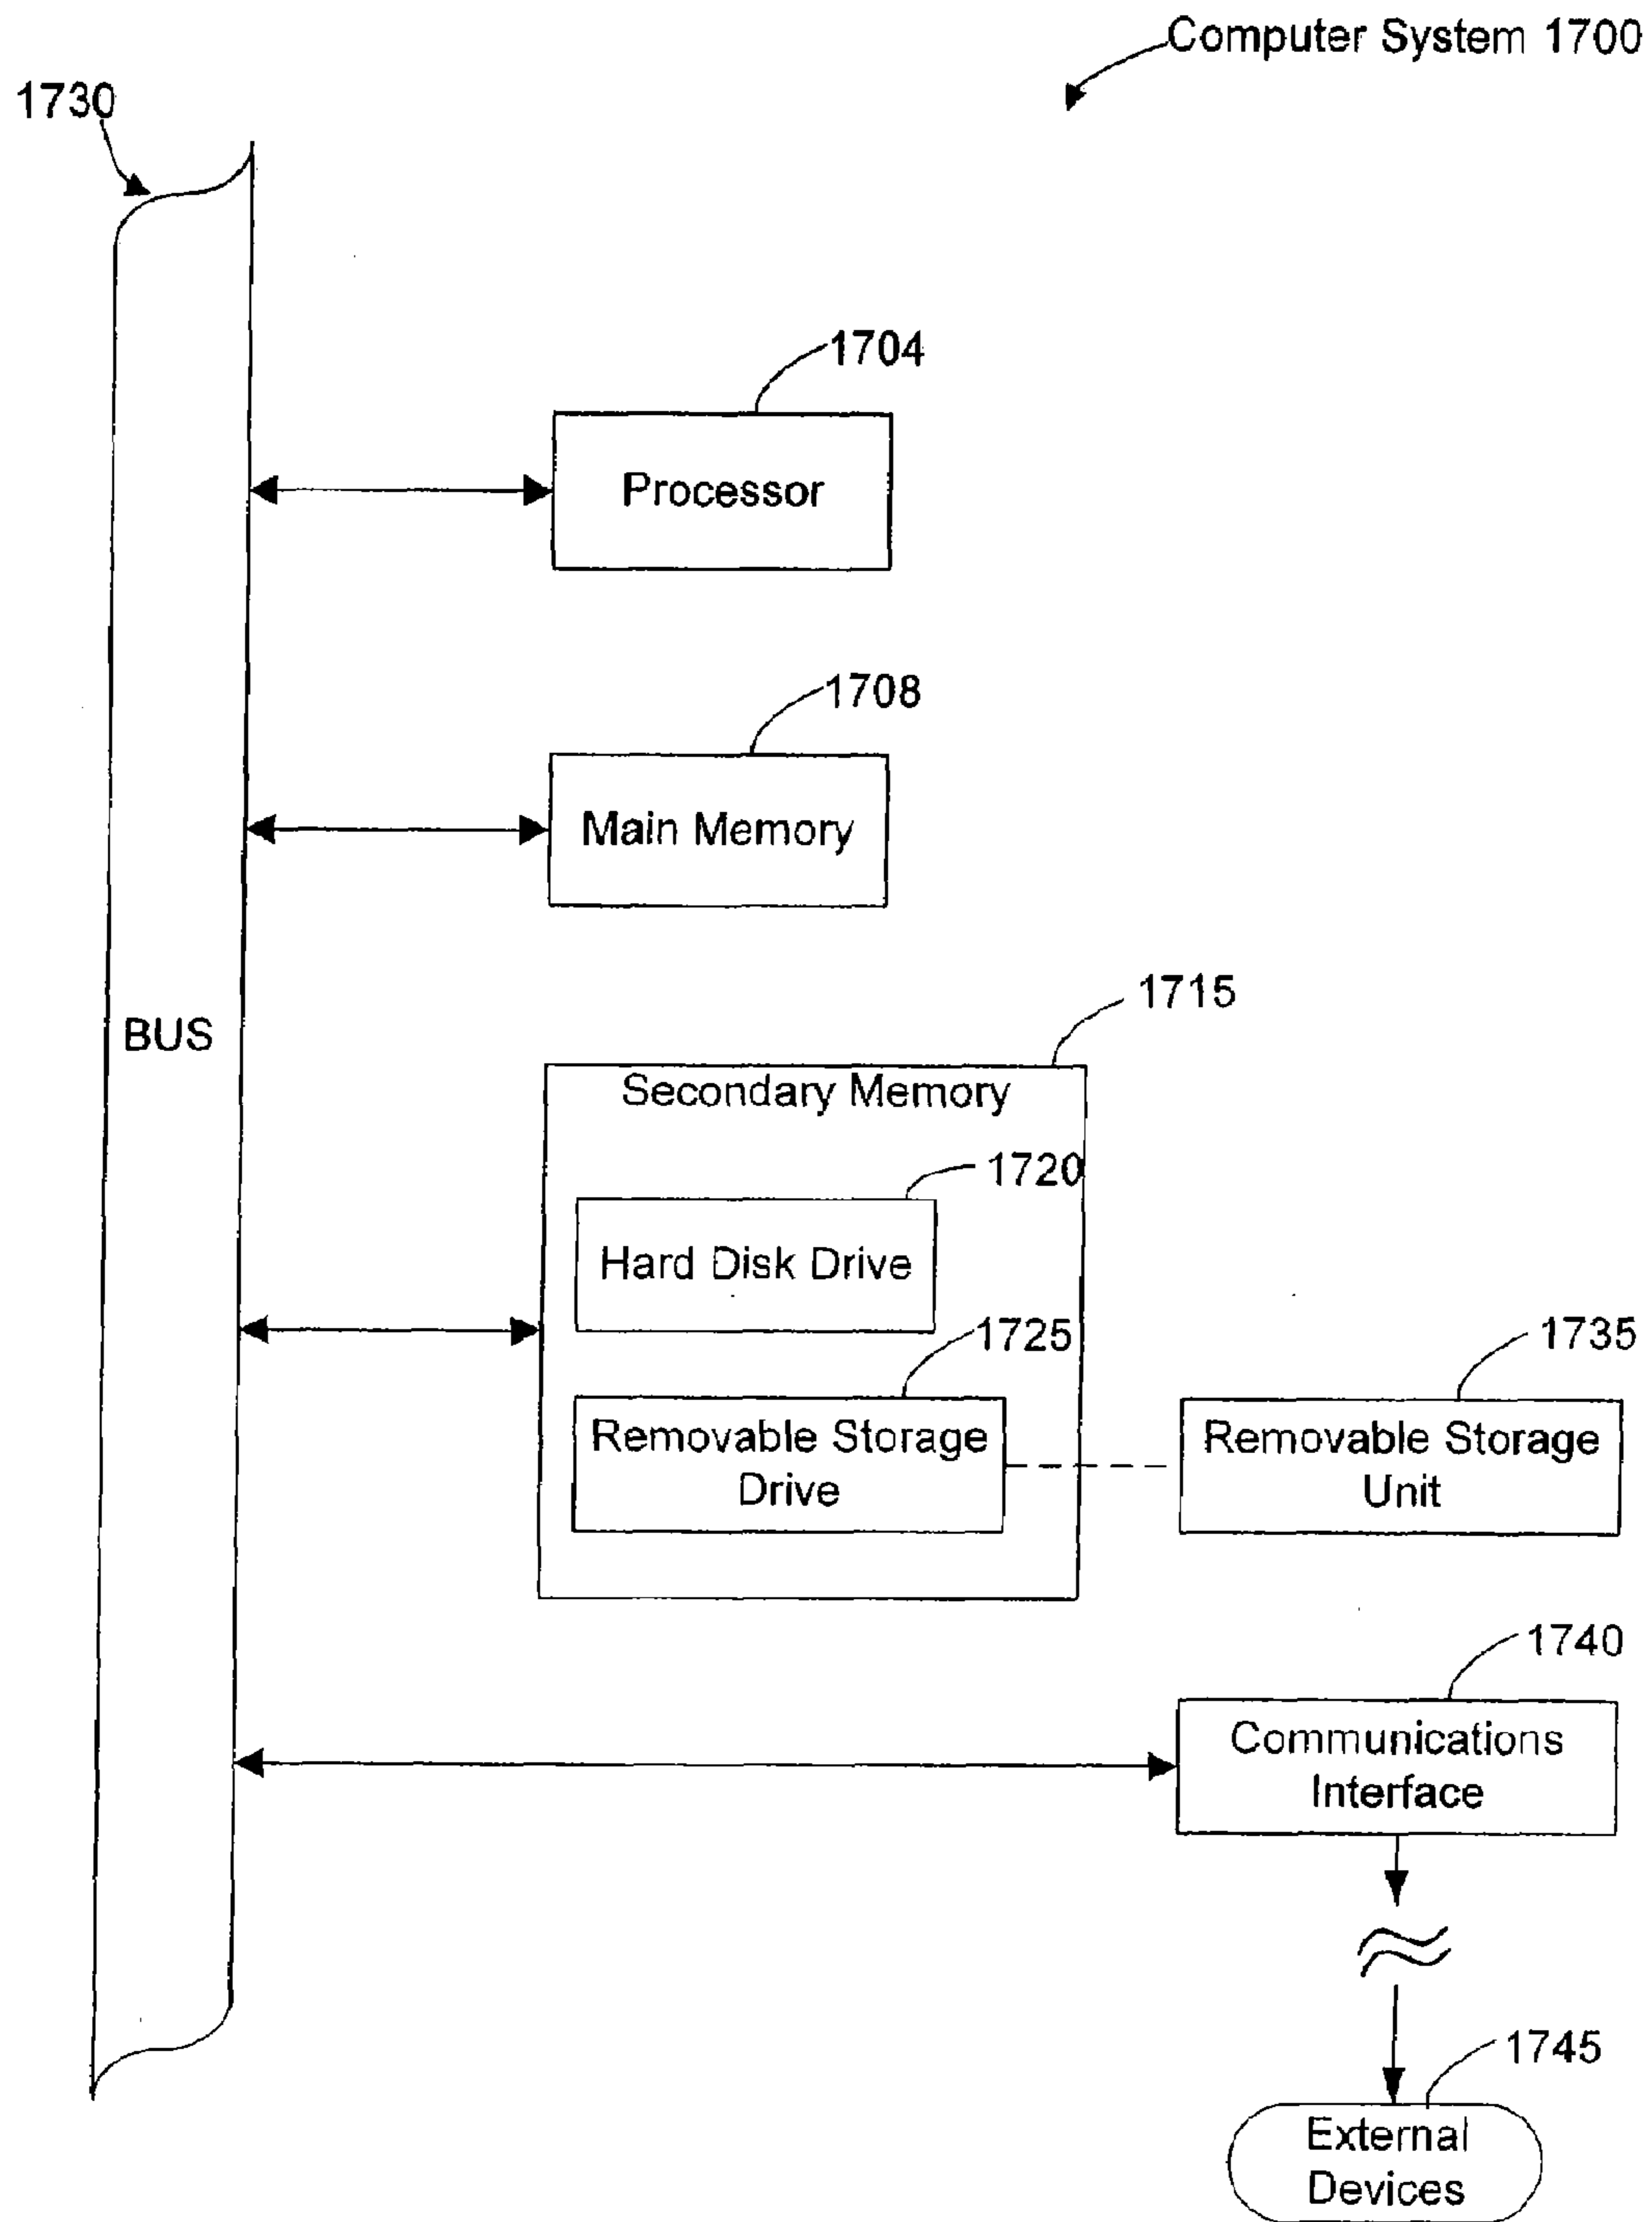 Computer System 1700
1730
1704
Processor
1708
Main Memory
BUS
1715
Secondary Memory
1720
Hard Disk Drive
1725
Removable Storage
Drive
1735
Removable Storage
Unit
1740
Communications
Interface
1745
External
Devices